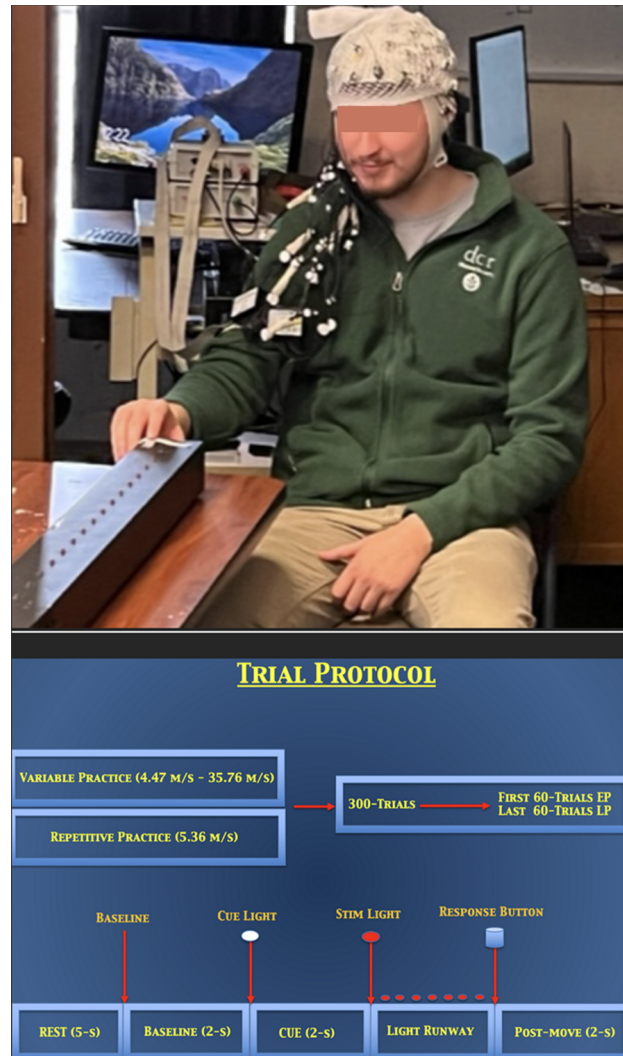 2:22
dcr
TRIAL PROTOCOL
VARIABLE PRACTICE (4.47 M/S - 35.76 M/S)
REPETITIVE PRACTICE (5.36 M/S)
300-TRIALS
FIRST 60-TRIALS EP
LAST 60-TRIALS LP
BASELINE
CUE LIGHT
STIM LIGHT
RESPONSE BUTTON
REST (5-S)
BASELINE (2-S)
CUE (2-S)
LIGHT RUNWAY
POST-MOVE (2-S)